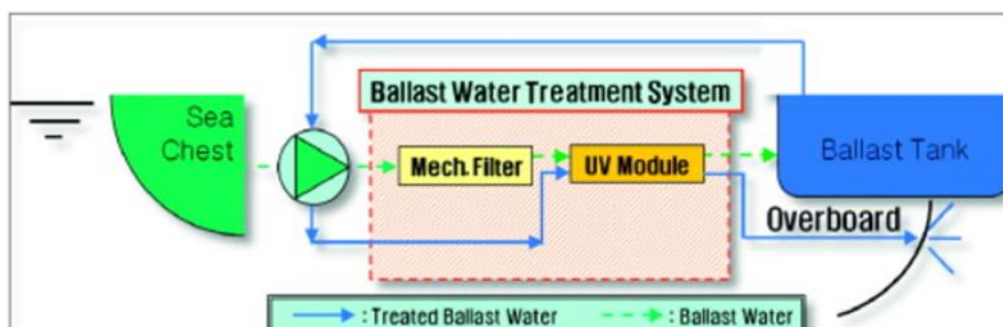 Ballast Water Treatment System
Sea
Chest
Mech. Filter
UV Module
Ballast Tank
Overboard
: Treated Ballast Water
: Ballast Water